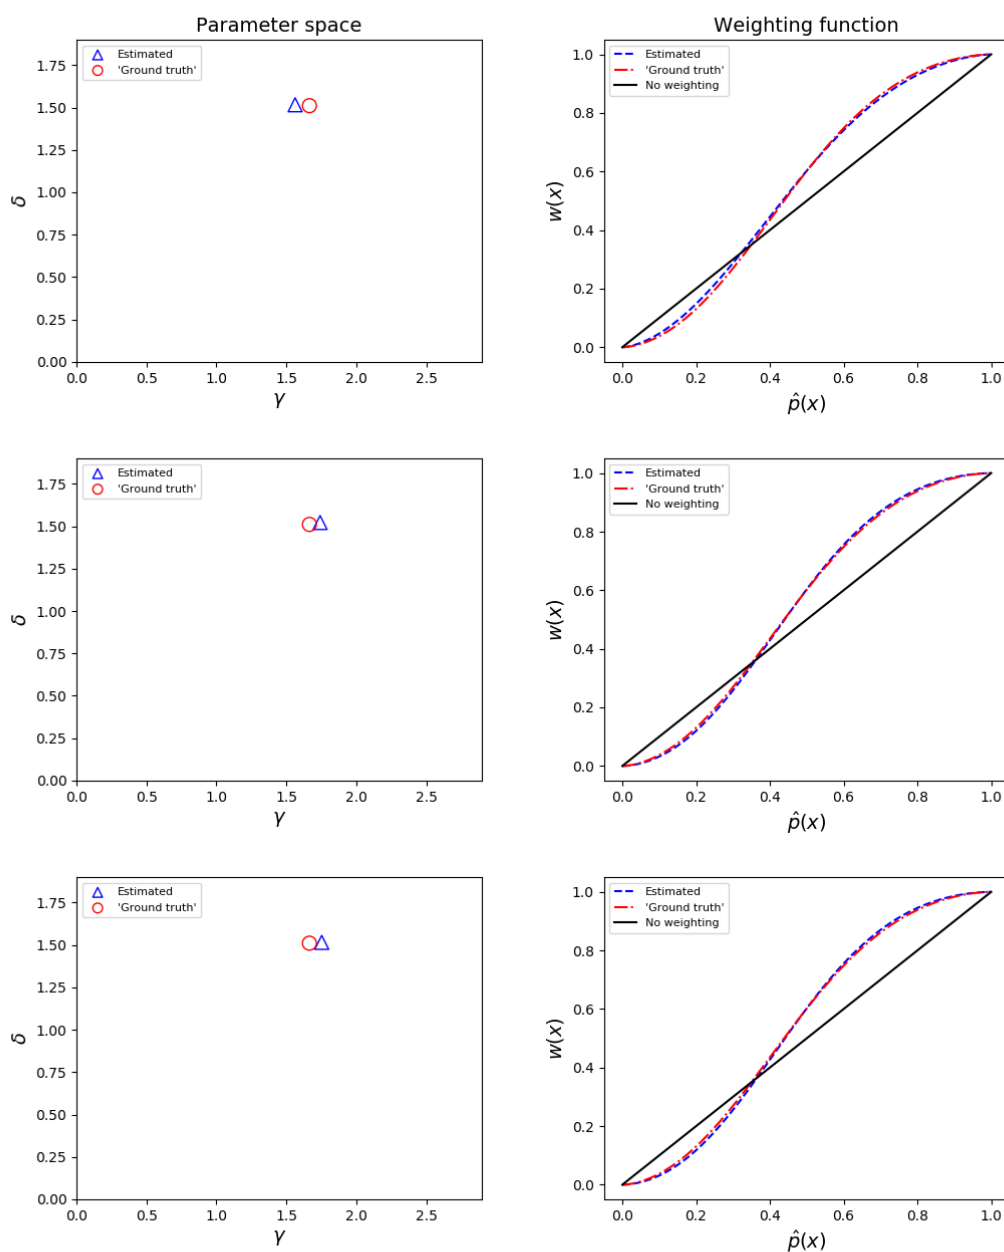 Parameter space
Weighting function
1.75
1.50
1.25
1.00
0.75
0.50
0.25
0.00
δ
Estimated
'Ground truth'
0.0 0.5 1.0 1.5 2.0 2.5
γ
1.0
0.8
0.6
0.4
0.2
0.0
w(x)
Estimated
'Ground truth'
No weighting
0.0 0.2 0.4 0.6 0.8 1.0
p̂(x)
1.75
1.50
1.25
1.00
0.75
0.50
0.25
0.00
δ
Estimated
'Ground truth'
0.0 0.5 1.0 1.5 2.0 2.5
γ
1.0
0.8
0.6
0.4
0.2
0.0
w(x)
Estimated
'Ground truth'
No weighting
0.0 0.2 0.4 0.6 0.8 1.0
p̂(x)
1.75
1.50
1.25
1.00
0.75
0.50
0.25
0.00
δ
Estimated
'Ground truth'
0.0 0.5 1.0 1.5 2.0 2.5
γ
1.0
0.8
0.6
0.4
0.2
0.0
w(x)
Estimated
'Ground truth'
No weighting
0.0 0.2 0.4 0.6 0.8 1.0
p̂(x)